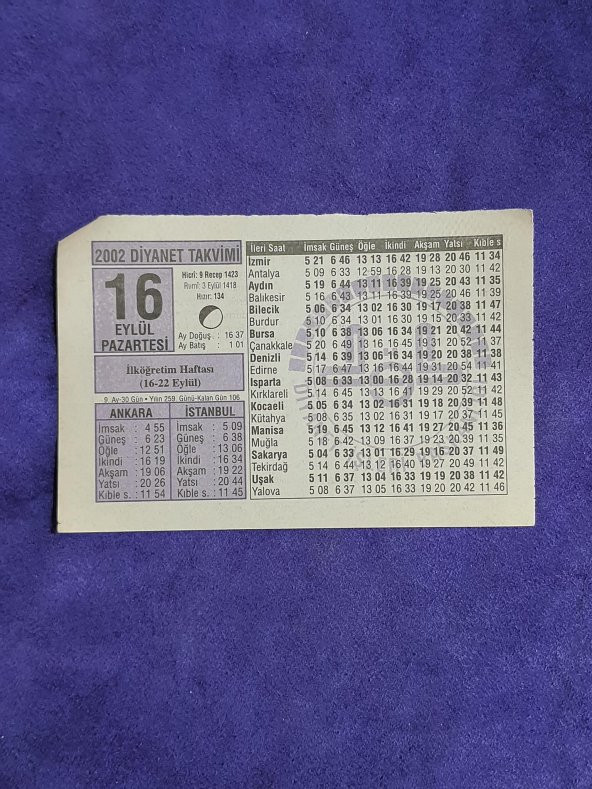 2002 DİYANET TAKVİMİ
16
EYLÜL
PAZARTESİ
Hicrî: 9 Recep 1423
Rumî: 3 Eylül 1418
Hızır: 134
Ay Doğuş : 16 37
Ay Batış : 1 01
İlköğretim Haftası
(16-22 Eylül)
9. Ay-30 Gün • Yılın 259. Günü-Kalan Gün 106
ANKARA
İmsak : 4 55
Güneş : 6 23
Öğle : 12 51
İkindi : 16 19
Akşam : 19 06
Yatsı : 20 26
Kıble s. : 11 54
İSTANBUL
İmsak : 5 09
Güneş : 6 38
Öğle : 13 06
İkindi : 16 34
Akşam : 19 22
Yatsı : 20 44
Kıble s. : 11 45
İleri Saat İmsak Güneş Öğle İkindi Akşam Yatsı Kıble s
İzmir 5 21 6 46 13 13 16 42 19 28 20 46 11 34
Antalya 5 09 6 33 12 59 16 28 19 13 20 30 11 42
Aydın 5 19 6 44 13 11 16 39 19 25 20 43 11 35
Balıkesir 5 16 6 43 13 11 16 39 19 25 20 46 11 40
Bilecik 5 06 6 34 13 02 16 30 19 17 20 38 11 47
Burdur 5 10 6 34 13 01 16 30 19 15 20 33 11 42
Bursa 5 10 6 38 13 06 16 34 19 21 20 42 11 44
Çanakkale 5 20 6 49 13 16 16 45 19 31 20 52 11 37
Denizli 5 14 6 39 13 06 16 34 19 20 20 38 11 38
Edirne 5 17 6 47 13 16 16 44 19 31 20 54 11 41
Isparta 5 08 6 33 13 00 16 28 19 14 20 32 11 43
Kırklareli 5 14 6 45 13 14 16 41 19 29 20 52 11 42
Kocaeli 5 05 6 34 13 02 16 31 19 18 20 39 11 48
Kütahya 5 08 6 35 13 02 16 31 19 17 20 37 11 45
Manisa 5 19 6 45 13 12 16 41 19 27 20 45 11 36
Muğla 5 18 6 42 13 09 16 37 19 23 20 39 11 35
Sakarya 5 04 6 33 13 01 16 29 19 16 20 37 11 49
Tekirdağ 5 14 6 44 13 12 16 40 19 27 20 49 11 42
Uşak 5 11 6 37 13 04 16 33 19 19 20 38 11 42
Yalova 5 08 6 37 13 05 16 33 19 20 20 42 11 46